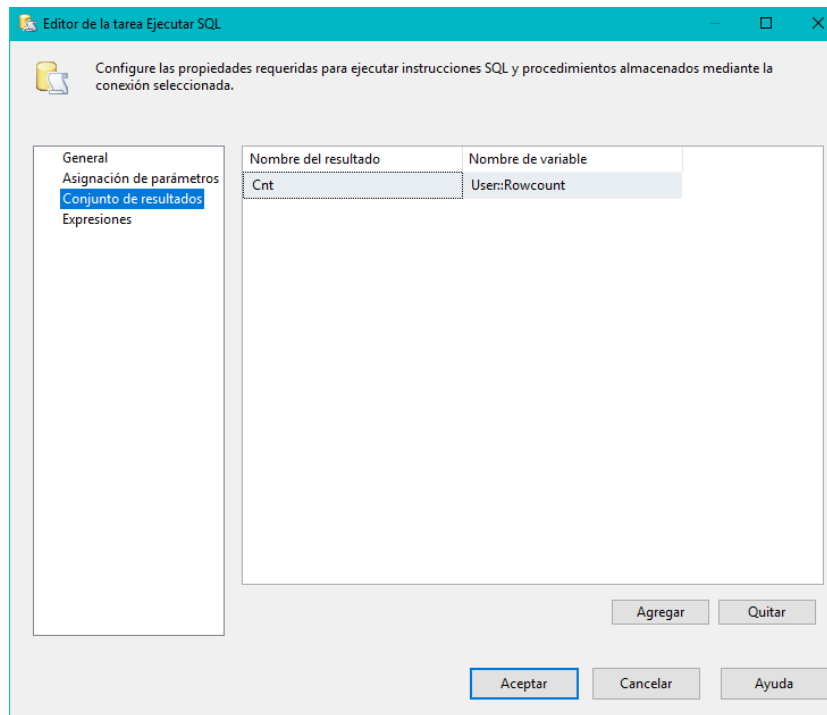 Editor de la tarea Ejecutar SQL
Configure las propiedades requeridas para ejecutar instrucciones SQL y procedimientos almacenados mediante la
conexión seleccionada.
General
Asignación de parámetros
Conjunto de resultados
Expresiones
Nombre del resultado Nombre de variable
Cnt User::Rowcount
Agregar Quitar
Aceptar Cancelar Ayuda